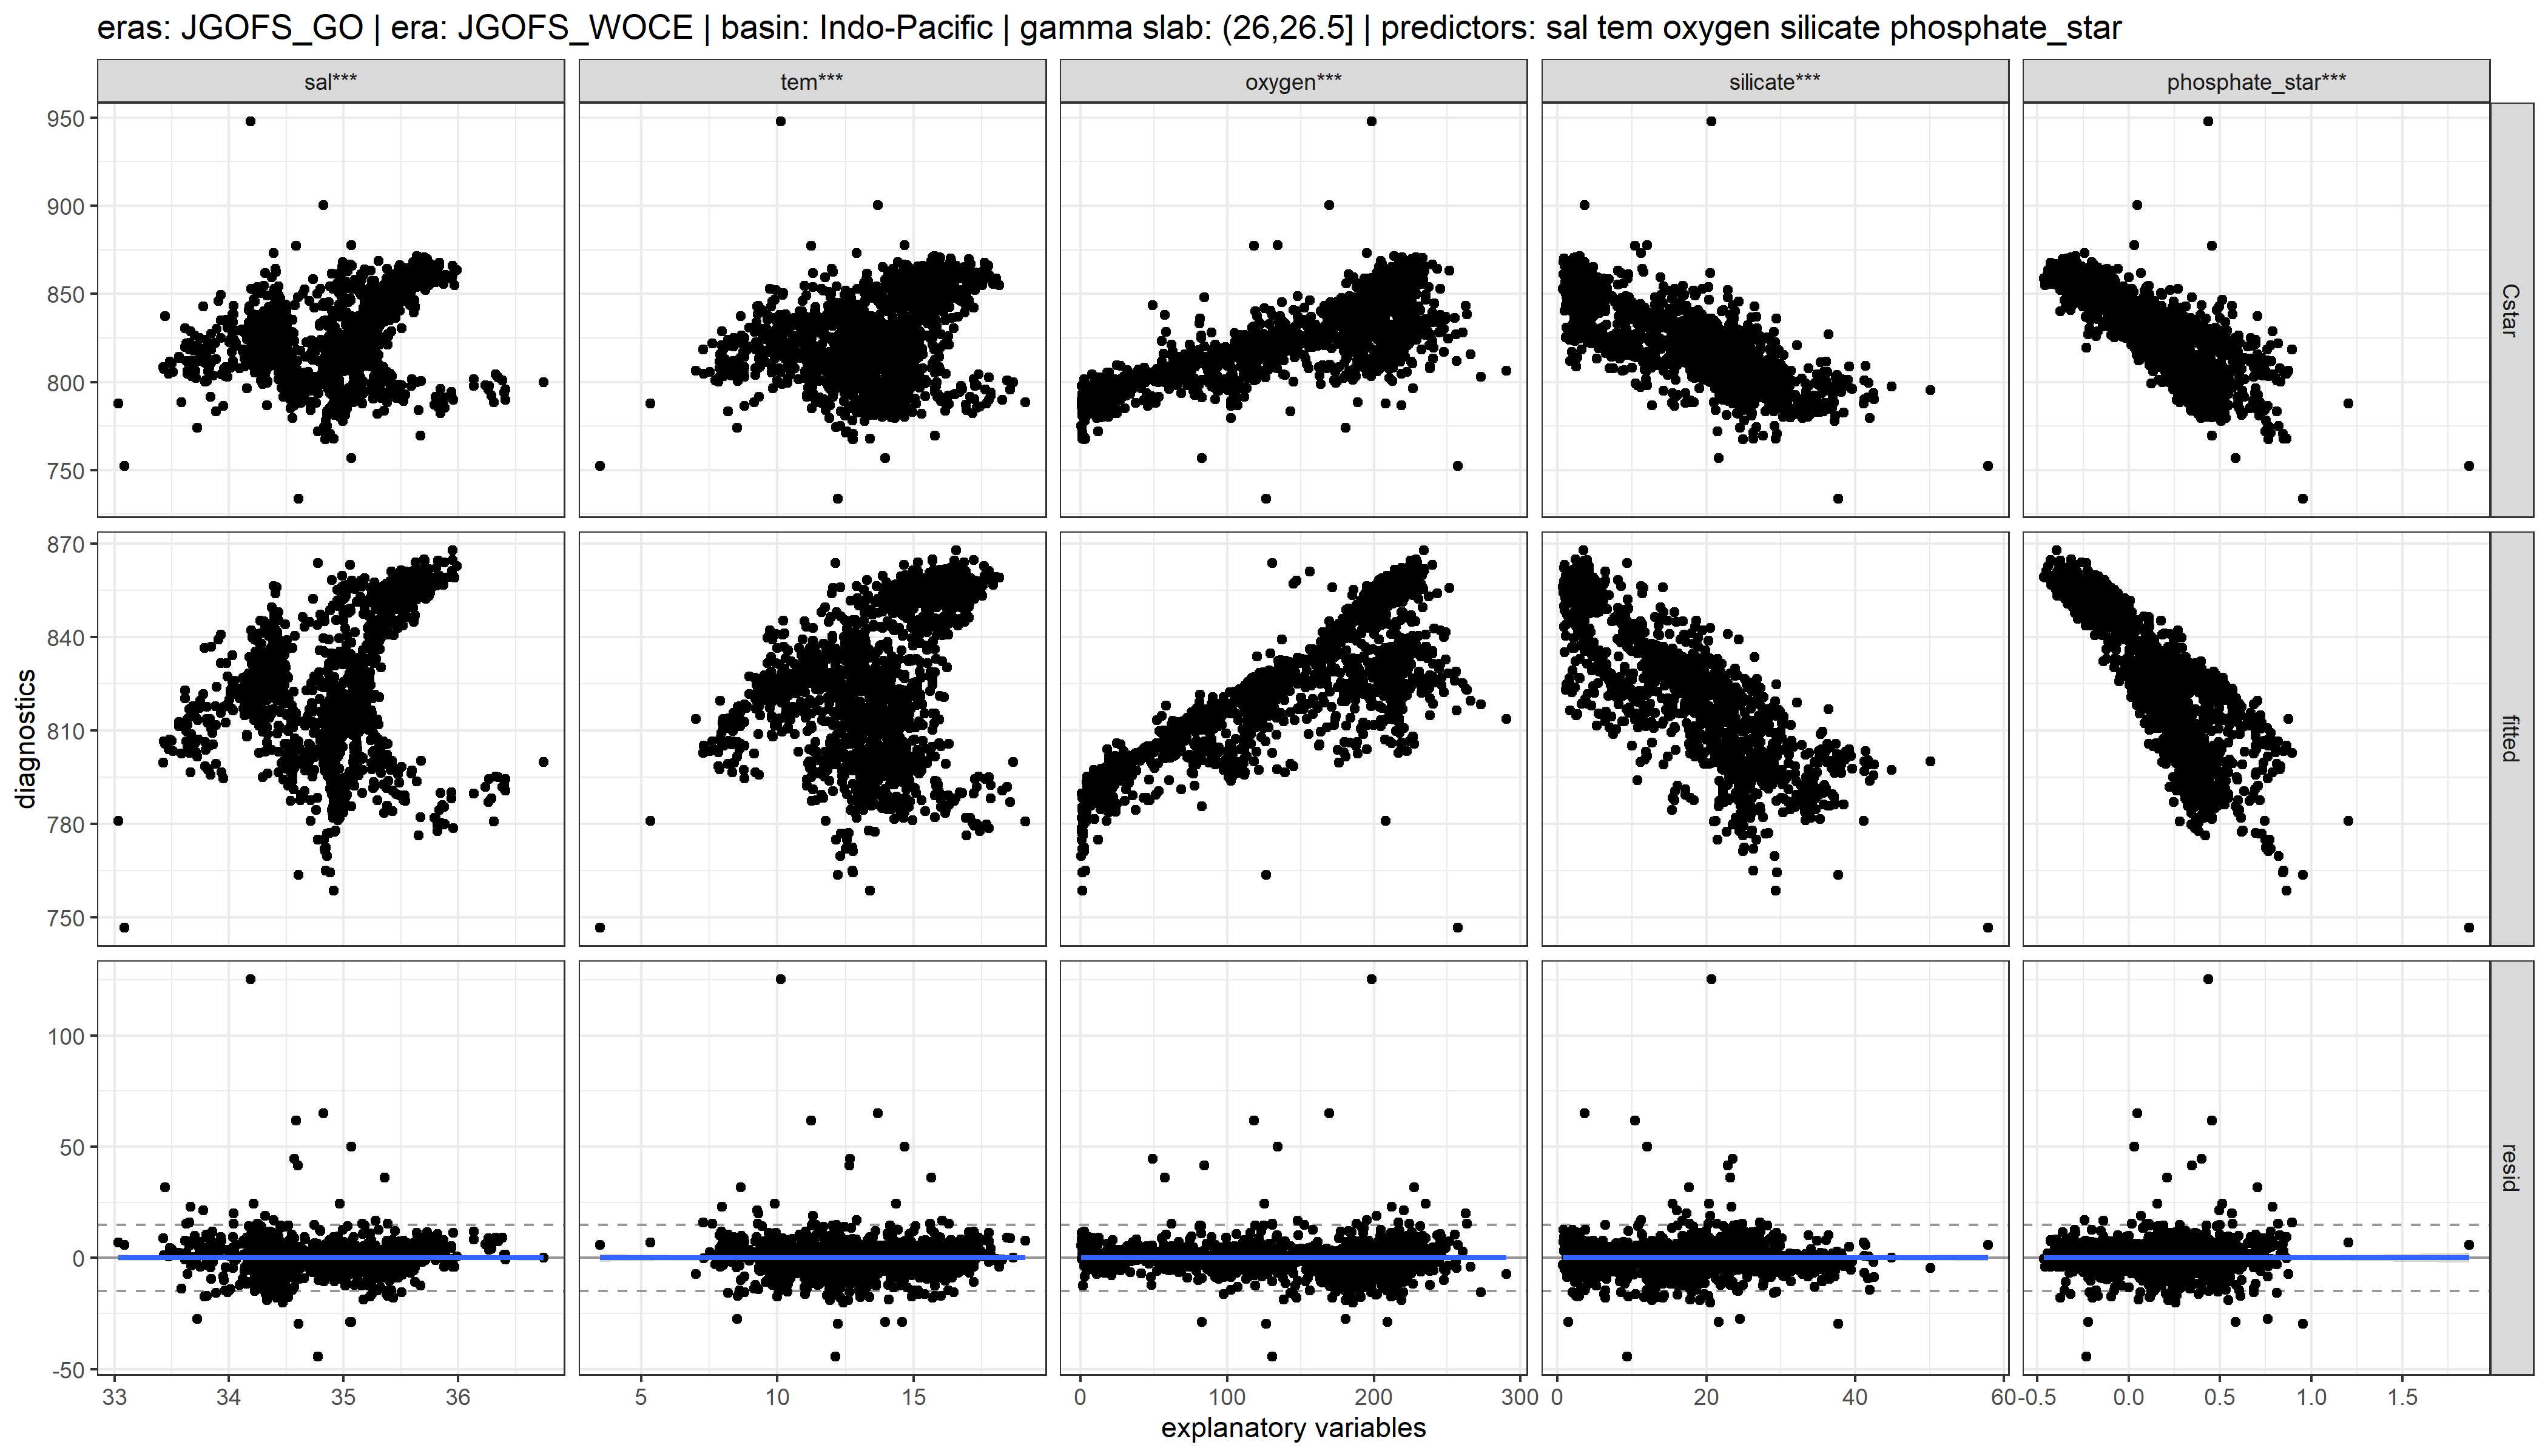 eras: JGOFS_GO | era: JGOFS_WOCE | basin: Indo-Pacific | gamma slab: (26,26.5] | predictors: sal tem oxygen silicate phosphate_star
sal*** tem*** oxygen*** silicate*** phosphate_star***
950
900
850
800
750
Cstar
870
840
810
780
750
fitted
diagnostics
100
50
0
-50
resid
33 34 35 36 5 10 15 0 100 200 300 0 20 40 60 -0.5 0.0 0.5 1.0 1.5
explanatory variables